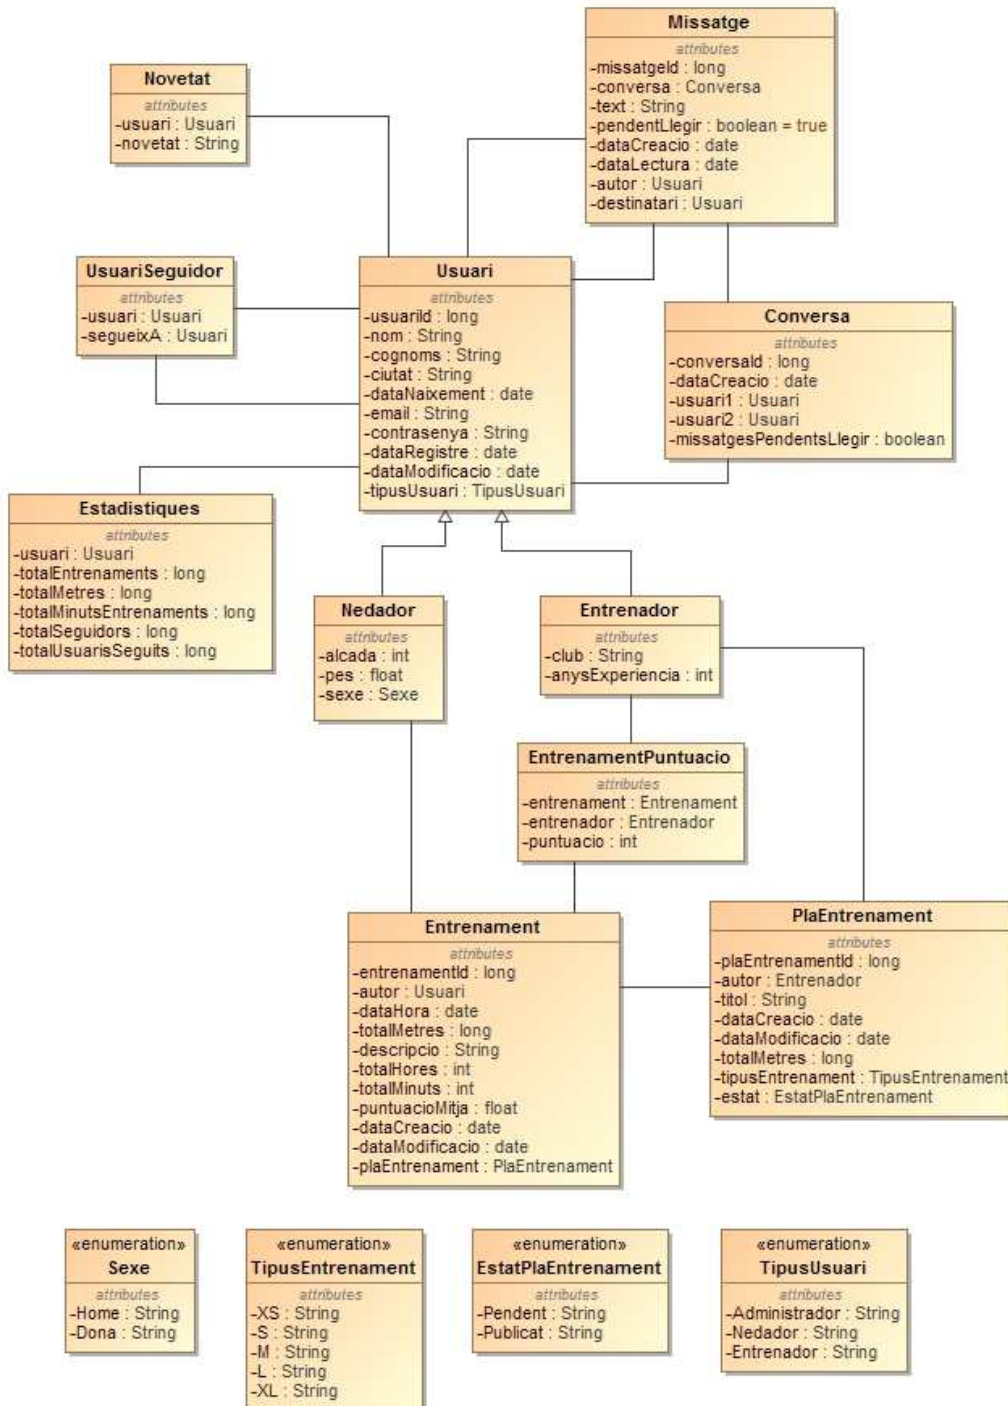 Missatge
attributes
-missatgeId : long
-conversa : Conversa
-text : String
-pendentLlegir : boolean = true
-dataCreacio : date
-dataLectura : date
-autor : Usuari
-destinatari : Usuari
Novetat
attributes
-usuari : Usuari
-novetat : String
UsuariSeguidor
attributes
-usuari : Usuari
-segueixA : Usuari
Usuari
attributes
-usuariId : long
-nom : String
-cognoms : String
-ciutat : String
-dataNaixement : date
-email : String
-contrasenya : String
-dataRegistre : date
-dataModificacio : date
-tipusUsuari : TipusUsuari
Conversa
attributes
-conversaId : long
-dataCreacio : date
-usuari1 : Usuari
-usuari2 : Usuari
-missatgesPendentsLlegir : boolean
Estadistiques
attributes
-usuari : Usuari
-totalEntrenaments : long
-totalMetres : long
-totalMinutsEntrenaments : long
-totalSeguidors : long
-totalUsuarisSeguits : long
Nedador
attributes
-alcada : int
-pes : float
-sexe : Sexe
Entrenador
attributes
-club : String
-anysExperiencia : int
EntrenamentPuntuacio
attributes
-entrenament : Entrenament
-entrenador : Entrenador
-puntuacio : int
Entrenament
attributes
-entrenamentId : long
-autor : Usuari
-dataHora : date
-totalMetres : long
-descripcio : String
-totalHores : int
-totalMinuts : int
-puntuacioMitja : float
-dataCreacio : date
-dataModificacio : date
-plaEntrenament : PlaEntrenament
PlaEntrenament
attributes
-plaEntrenamentId : long
-autor : Entrenador
-titol : String
-dataCreacio : date
-dataModificacio : date
-totalMetres : long
-tipusEntrenament : TipusEntrenament
-estat : EstatPlaEntrenament
«enumeration»
Sexe
attributes
-Home : String
-Dona : String
«enumeration»
TipusEntrenament
attributes
-XS : String
-S : String
-M : String
-L : String
-XL : String
«enumeration»
EstatPlaEntrenament
attributes
-Pendent : String
-Publicat : String
«enumeration»
TipusUsuari
attributes
-Administrador : String
-Nedador : String
-Entrenador : String